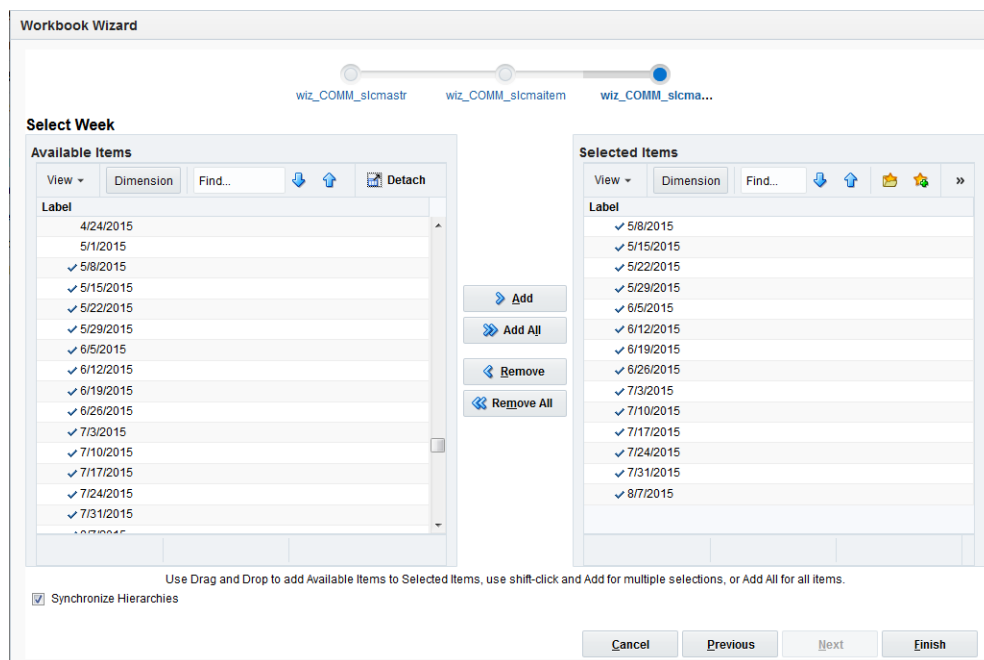 Workbook Wizard
wiz_COMM_slcmastr wiz_COMM_slcmaitem wiz_COMM_slcma...
Select Week
Available Items
View Dimension Find... Detach
Label
4/24/2015
5/1/2015
5/8/2015
5/15/2015
5/22/2015
5/29/2015
6/5/2015
6/12/2015
6/19/2015
6/26/2015
7/3/2015
7/10/2015
7/17/2015
7/24/2015
7/31/2015
Add
Add All
Remove
Remove All
Selected Items
View Dimension Find... »
Label
5/8/2015
5/15/2015
5/22/2015
5/29/2015
6/5/2015
6/12/2015
6/19/2015
6/26/2015
7/3/2015
7/10/2015
7/17/2015
7/24/2015
7/31/2015
8/7/2015
Use Drag and Drop to add Available Items to Selected Items, use shift-click and Add for multiple selections, or Add All for all items.
Synchronize Hierarchies
Cancel Previous Next Finish